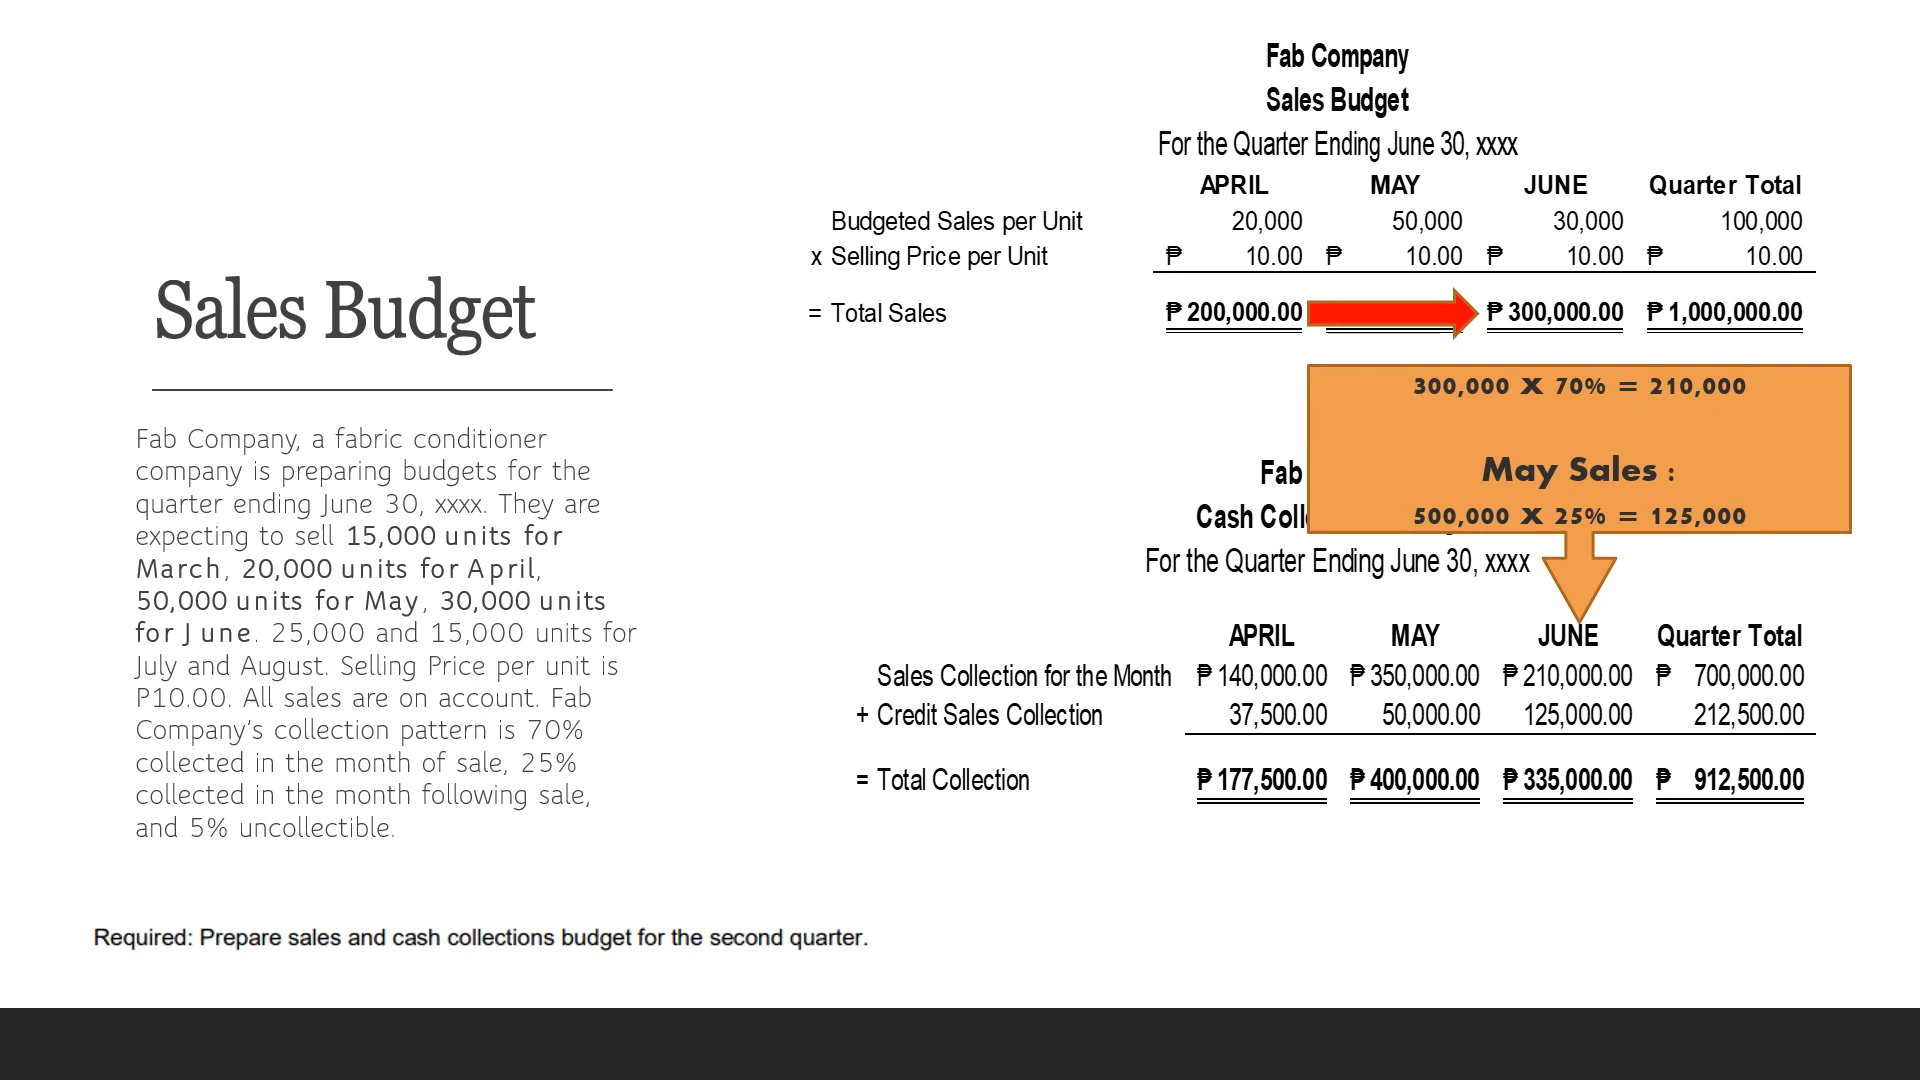 Sales Budget
Fab Company, a fabric conditioner
company is preparing budgets for the
quarter ending June 30, xxxx. They are
expecting to sell 15,000 units for
March, 20,000 units for April,
50,000 units for May, 30,000 units
for June. 25,000 and 15,000 units for
July and August. Selling Price per unit is
P10.00. All sales are on account. Fab
Company’s collection pattern is 70%
collected in the month of sale, 25%
collected in the month following sale,
and 5% uncollectible.
Required: Prepare sales and cash collections budget for the second quarter.
Fab Company
Sales Budget
For the Quarter Ending June 30, xxxx
APRIL MAY JUNE Quarter Total
Budgeted Sales per Unit 20,000 50,000 30,000 100,000
x Selling Price per Unit ₱ 10.00 ₱ 10.00 ₱ 10.00 ₱ 10.00
= Total Sales ₱ 200,000.00 ₱ 300,000.00 ₱ 1,000,000.00
300,000 X 70% = 210,000
May Sales :
500,000 X 25% = 125,000
Fab
Cash
For the Quarter Ending June 30, xxxx
APRIL MAY JUNE Quarter Total
Sales Collection for the Month ₱ 140,000.00 ₱ 350,000.00 ₱ 210,000.00 ₱ 700,000.00
+ Credit Sales Collection 37,500.00 50,000.00 125,000.00 212,500.00
= Total Collection ₱ 177,500.00 ₱ 400,000.00 ₱ 335,000.00 ₱ 912,500.00